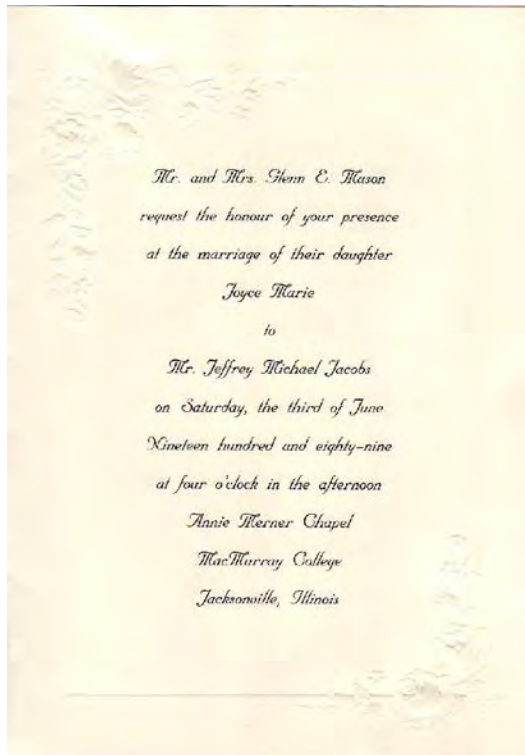 Mr. and Mrs. Glenn E. Mason
request the honour of your presence
at the marriage of their daughter
Joyce Marie
to
Mr. Jeffrey Michael Jacobs
on Saturday, the third of June
Nineteen hundred and eighty-nine
at four o'clock in the afternoon
Annie Merner Chapel
MacMurray College
Jacksonville, Illinois